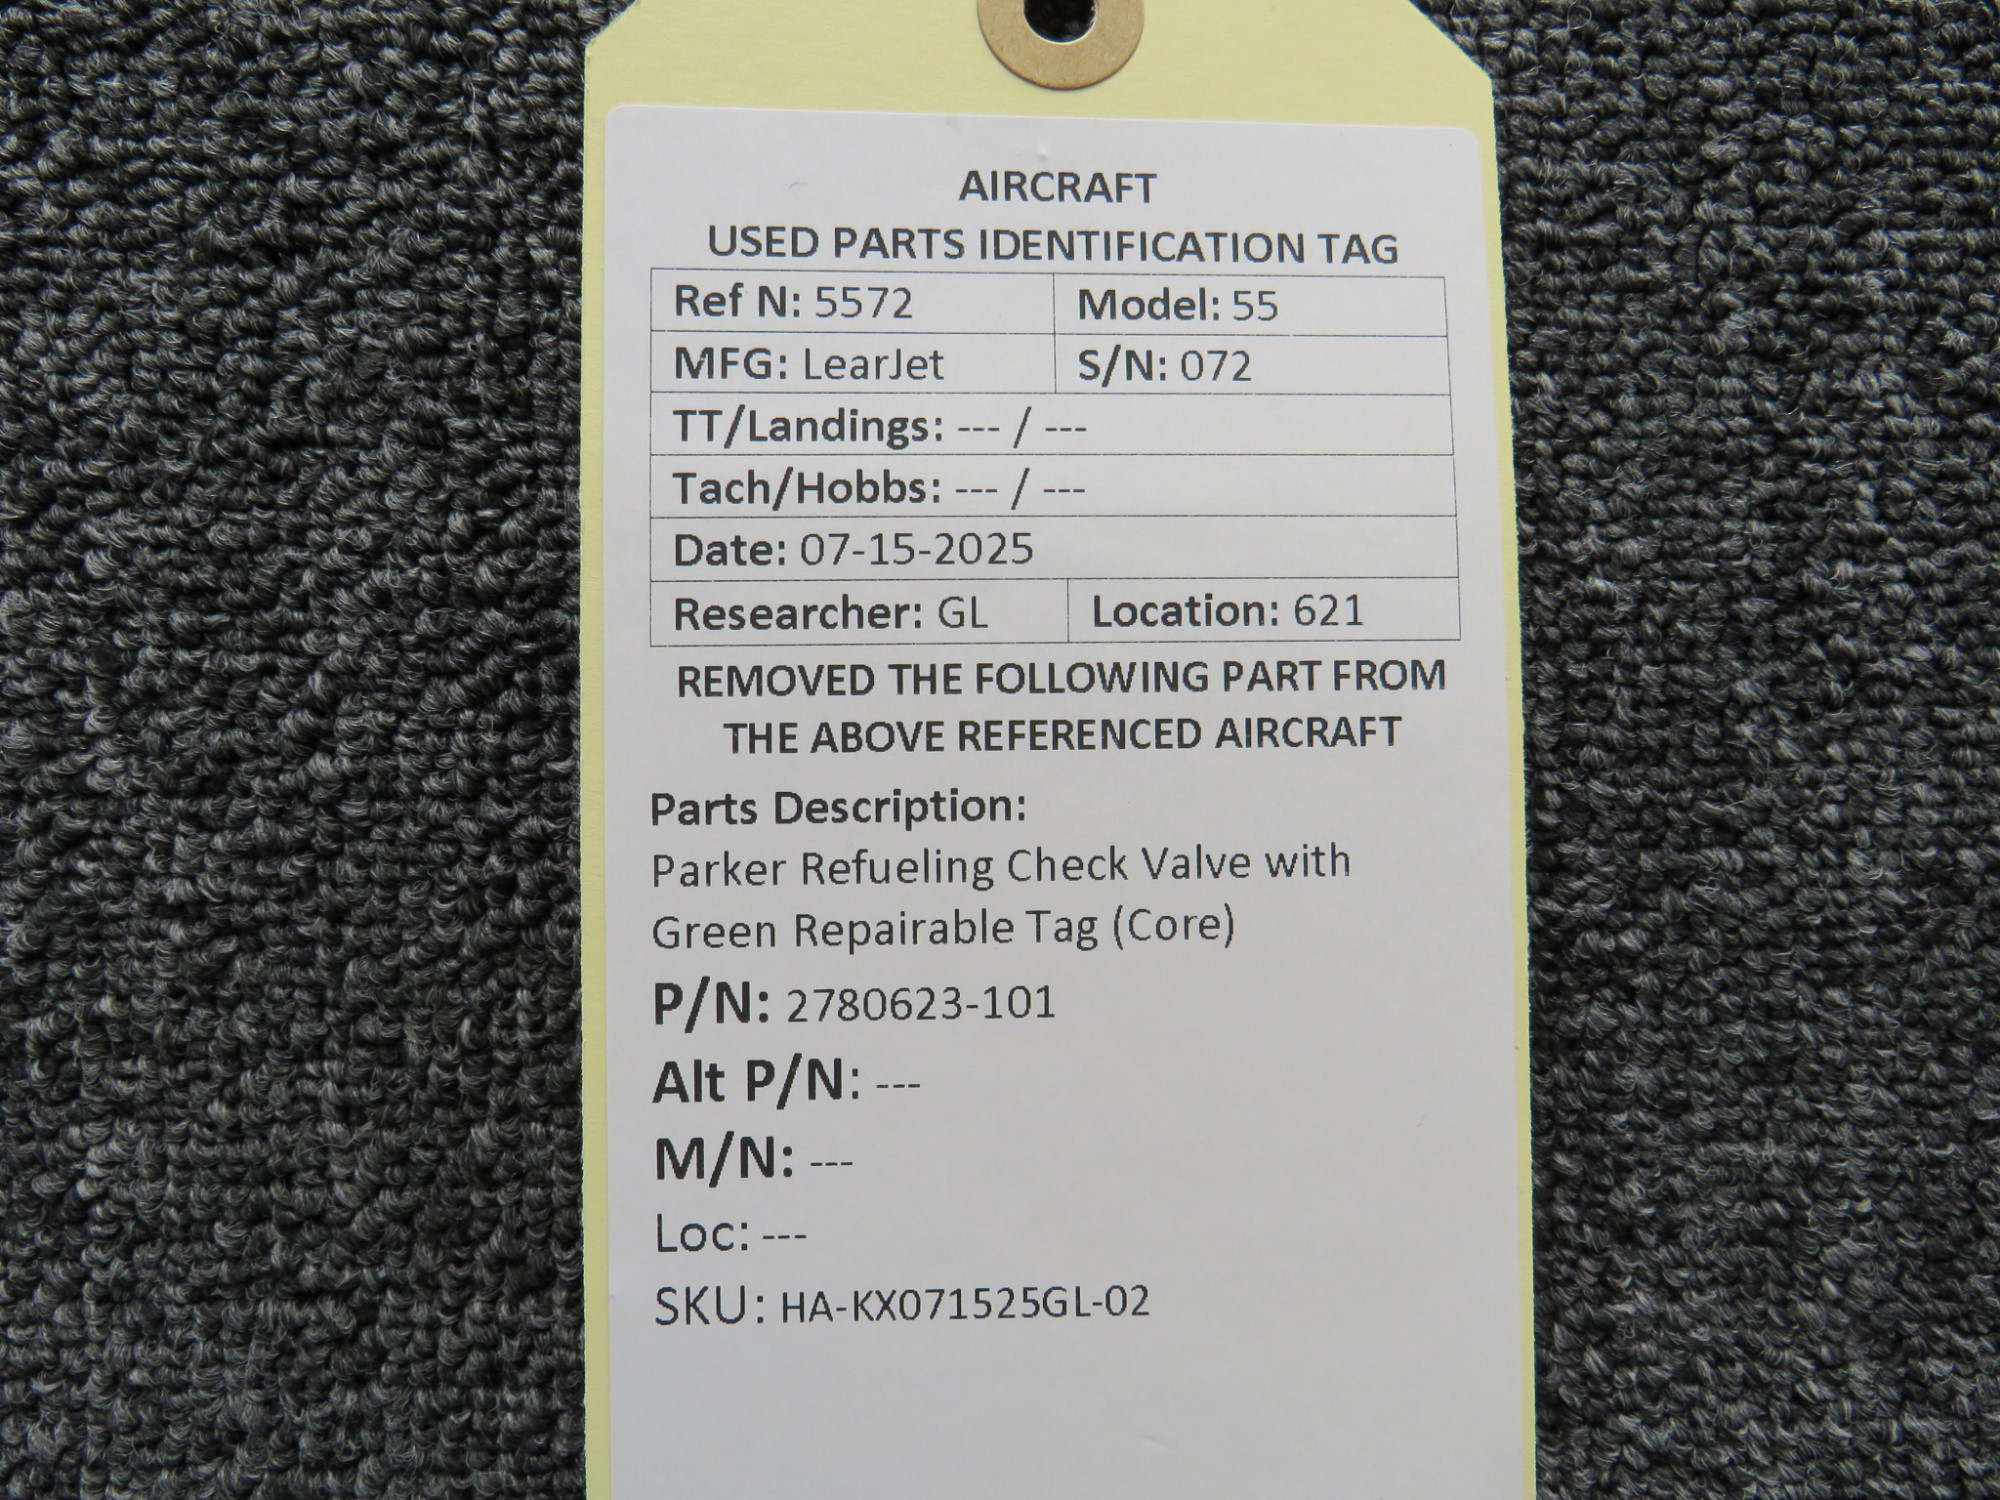 AIRCRAFT
USED PARTS IDENTIFICATION TAG
Ref N: 5572 Model: 55
MFG: LearJet S/N: 072
TT/Landings: --- / ---
Tach/Hobbs: --- / ---
Date: 07-15-2025
Researcher: GL Location: 621
REMOVED THE FOLLOWING PART FROM
THE ABOVE REFERENCED AIRCRAFT
Parts Description:
Parker Refueling Check Valve with
Green Repairable Tag (Core)
P/N: 2780623-101
Alt P/N: ---
M/N: ---
Loc: ---
SKU: HA-KX071525GL-02